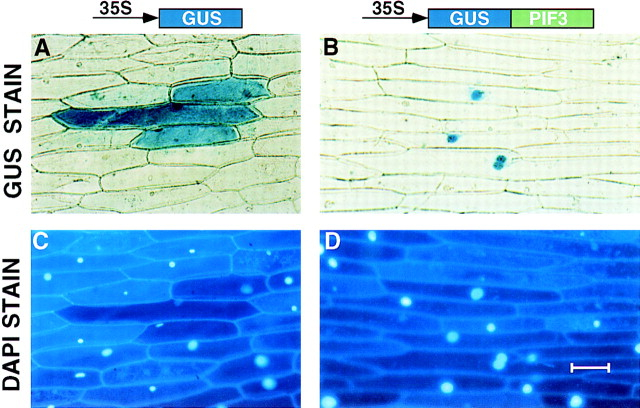 35S GUS
35S GUS PIF3
A
B
GUS STAIN
C
D
DAPI STAIN